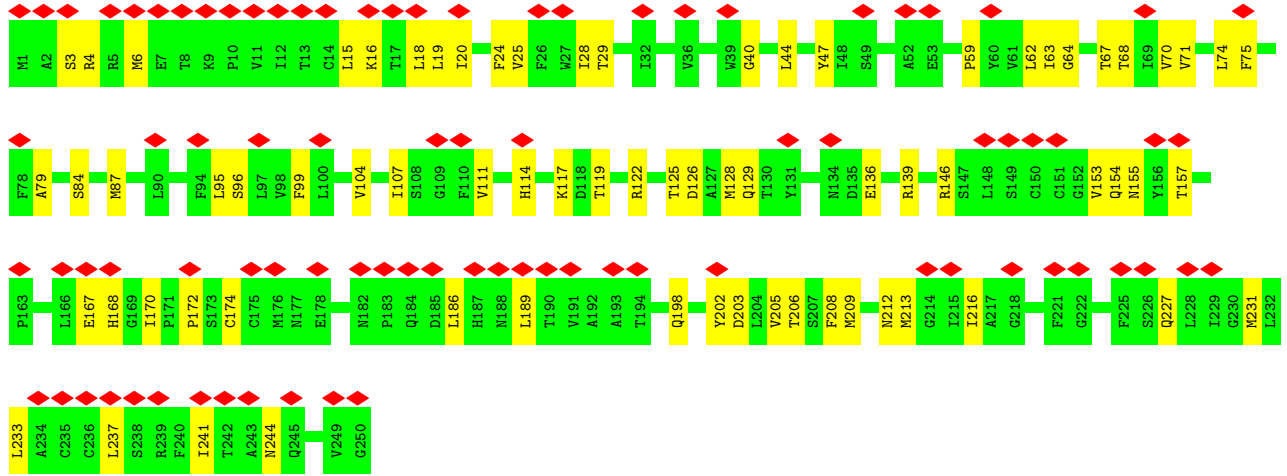 M1 A2 S3 R4 R5 M6 E7 T8 K9 P10 V11 I12 T13 C14 L15 K16 T17 L18 L19 I20 F24 V25 F26 W27 I28 T29 I32 V36 W39 G40 L44 Y47 I48 S49 A52 E53 P59 Y60 V61 L62 I63 G64 T67 T68 I69 V70 V71 L74 F75
F78 A79 S84 M87 L90 F94 L95 S96 L97 V98 F99 L100 V104 I107 S108 G109 F110 V111 H114 K117 D118 T119 R122 T125 D126 A127 M128 Q129 T130 Y131 N134 D135 E136 R139 R146 S147 L148 S149 C150 C151 G152 V153 Q154 N155 Y156 T157
P163 L166 E167 H168 G169 I170 P171 P172 S173 C174 C175 M176 N177 E178 N182 P183 Q184 D185 L186 H187 N188 L189 T190 V191 A192 A193 T194 Q198 Y202 D203 L204 V205 T206 S207 F208 M209 N212 M213 G214 I215 I216 A217 G218 F221 G222 F225 S226 Q227 L228 I229 G230 M231 L232
L233 A234 C235 C236 L237 S238 R239 F240 I241 T242 A243 N244 Q245 V249 G250